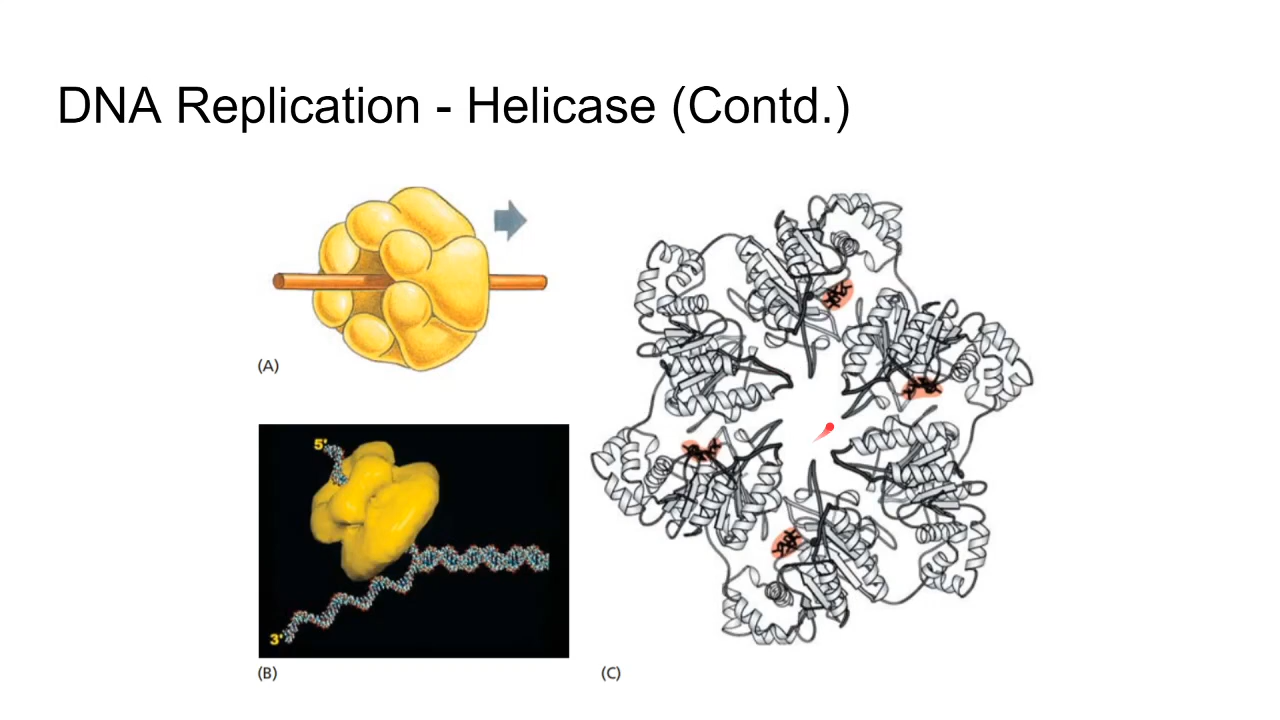 DNA Replication - Helicase (Contd.)
(A)
5'
3'
(B)
(C)